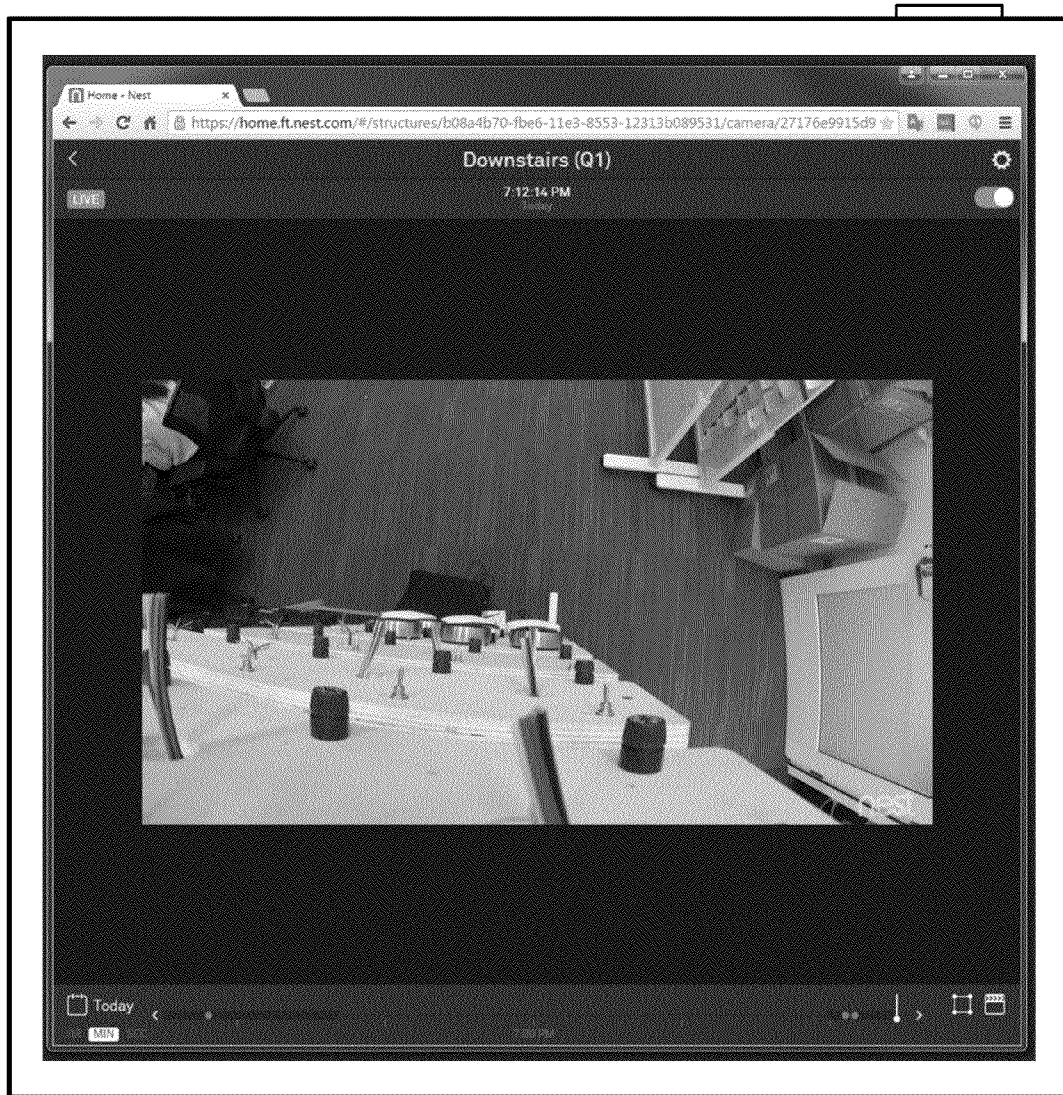 Home - Nest
https://home.ft.nest.com/#/structures/b08a4b70-fbe6-11e3-8553-12313b089531/camera/27176e9915d9
Downstairs (Q1)
LIVE
7:12:14 PM
Today
nest
Today
MIN